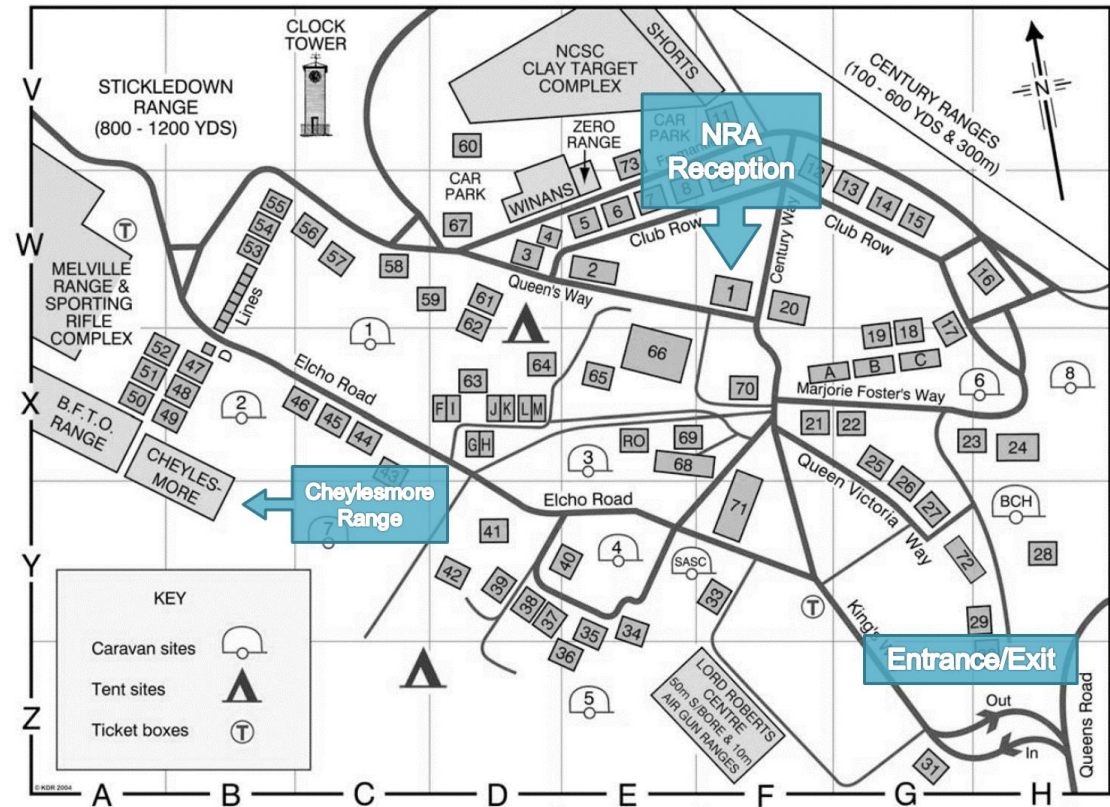 CLOCK
TOWER
NCSC
CLAY TARGET
COMPLEX
SHORTS
CENTURY RANGES
(100 - 600 YDS & 300m)
N
V
STICKLEDOWN
RANGE
(800 - 1200 YDS)
CAR
PARK
11
NRA
Reception
60
ZERO
RANGE
73
CAR
PARK
WINANS
67
55
54
53
56
57
58
59
5
6
7
8
4
3
2
Club Row
Century Way
12
13
14
15
Club Row
16
W
T
MELVILLE
RANGE &
SPORTING
RIFLE
COMPLEX
Lines
D
Queen's Way
61
62
1
20
19
18
17
1
66
64
65
63
70
A
B
C
6
8
Marjorie Foster's Way
52
51
50
47
48
49
2
Elcho Road
46
45
44
43
X
B.F.T.O.
RANGE
CHEYLES-
MORE
F I
J K
L M
G H
3
RO
69
68
21
22
23
24
25
26
27
Queen Victoria Way
BCH
Cheylesmore
Range
7
Elcho Road
71
41
42
40
4
SASC
33
72
28
29
Y
39
38
37
35
34
36
T
KEY
Caravan sites
Tent sites
Ticket boxes
T
5
LORD ROBERTS
CENTRE
50m S/BORE & 10m
AIR GUN RANGES
Entrance/Exit
Out
In
31
Queens Road
Z
© KDR 2004
A
B
C
D
E
F
G
H